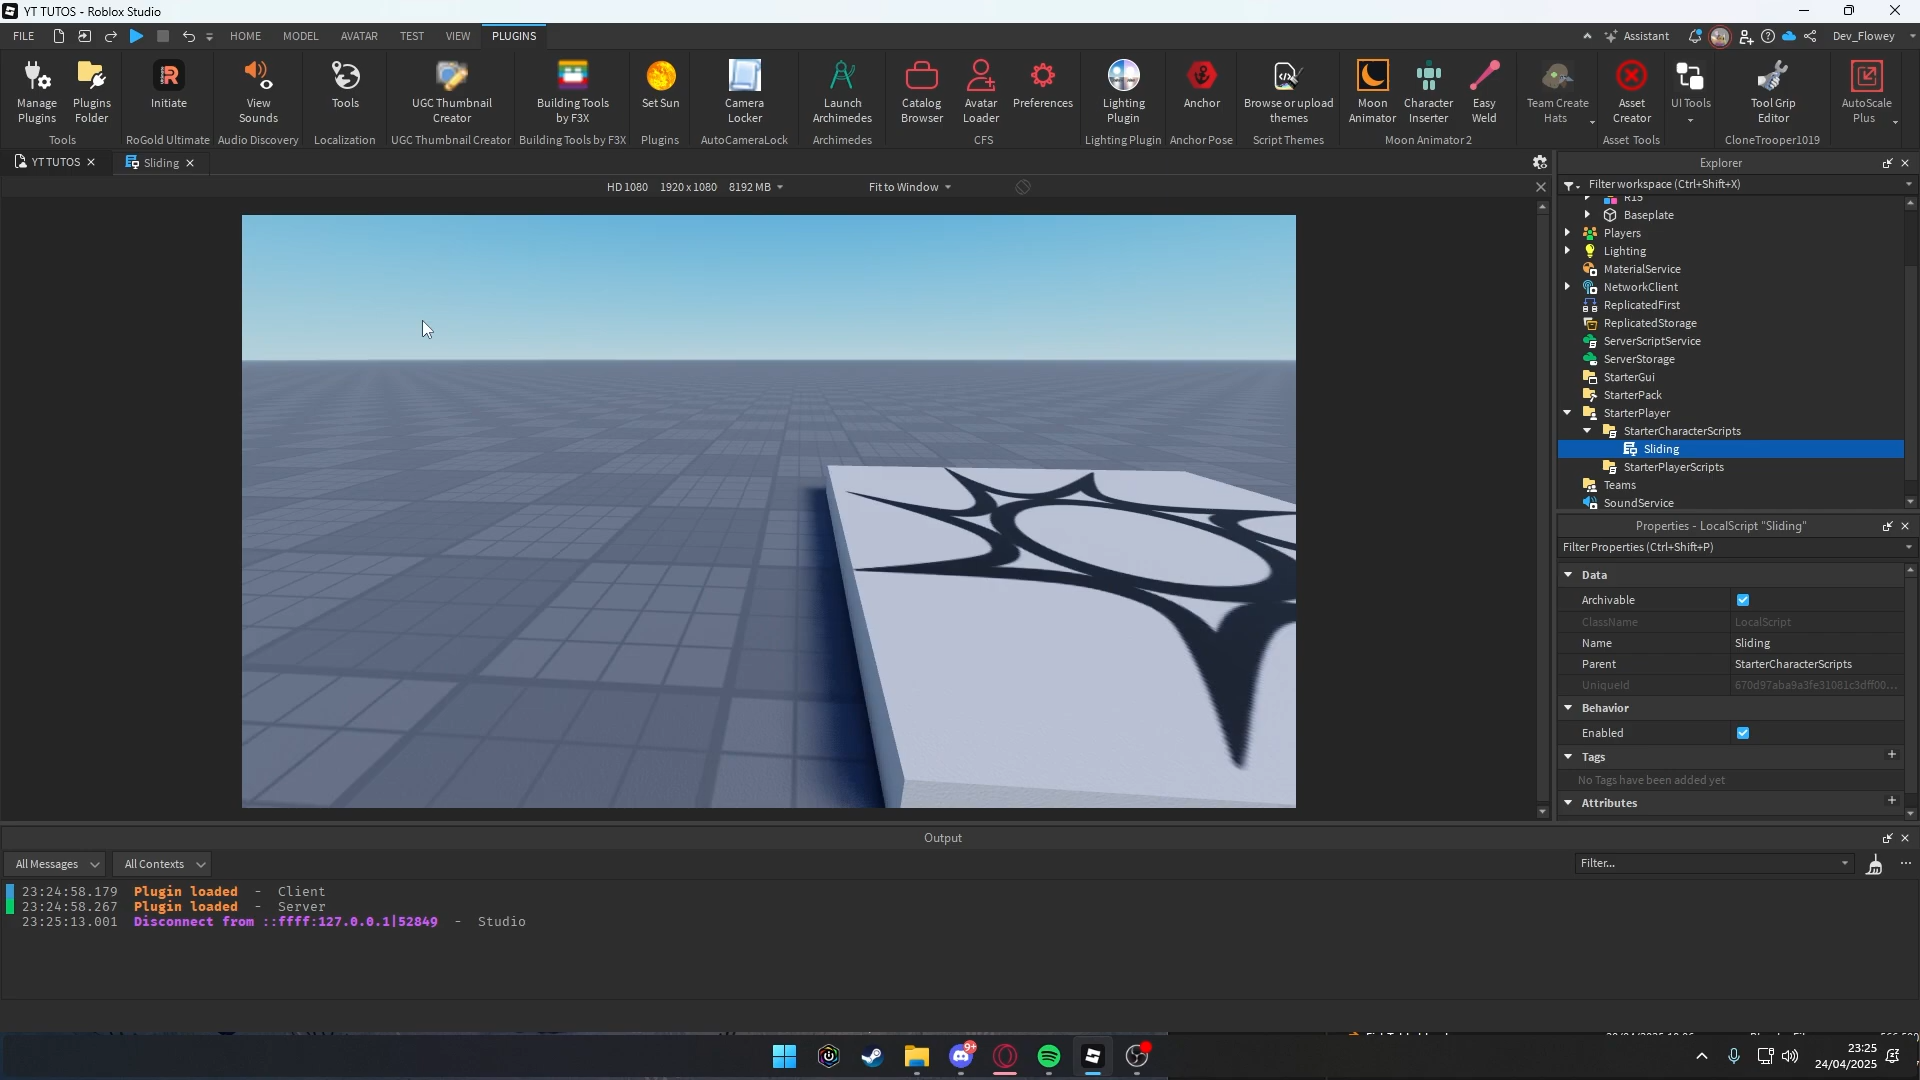 YT TUTOS - Roblox Studio
FILE HOME MODEL AVATAR TEST VIEW PLUGINS Assistant Dev_Flowey
Manage Plugins
Plugins Folder
Initiate
View Sounds
Tools
UGC Thumbnail Creator
Building Tools by F3X
Set Sun
Camera Locker
Launch Archimedes
Catalog Browser
Avatar Loader
Preferences
Lighting Plugin
Anchor
Browse or upload themes
Moon Animator
Character Inserter
Easy Weld
Team Create Hats
Asset Creator
UI Tools
Tool Grip Editor
AutoScale Plus
Tools RoGold Ultimate Audio Discovery Localization UGC Thumbnail Creator Building Tools by F3X Plugins AutoCameraLock Archimedes CFS Lighting Plugin Anchor Pose Script Themes Moon Animator 2 Asset Tools CloneTrooper1019
YT TUTOS Sliding
HD 1080 1920 x 1080 8192 MB Fit to Window
Explorer
Filter workspace (Ctrl+Shift+X)
R15
Baseplate
Players
Lighting
MaterialService
NetworkClient
ReplicatedFirst
ReplicatedStorage
ServerScriptService
ServerStorage
StarterGui
StarterPack
StarterPlayer
StarterCharacterScripts
Sliding
StarterPlayerScripts
Teams
SoundService
Properties - LocalScript "Sliding"
Filter Properties (Ctrl+Shift+P)
Data
Archivable
ClassName LocalScript
Name Sliding
Parent StarterCharacterScripts
UniqueId 670d97aba9a3fe31081c3dff00...
Behavior
Enabled
Tags
No Tags have been added yet
Attributes
Output
All Messages All Contexts Filter...
23:24:58.179 Plugin loaded - Client
23:24:58.267 Plugin loaded - Server
23:25:13.001 Disconnect from ::ffff:127.0.0.1|52849 - Studio
9+
23:25
24/04/2025